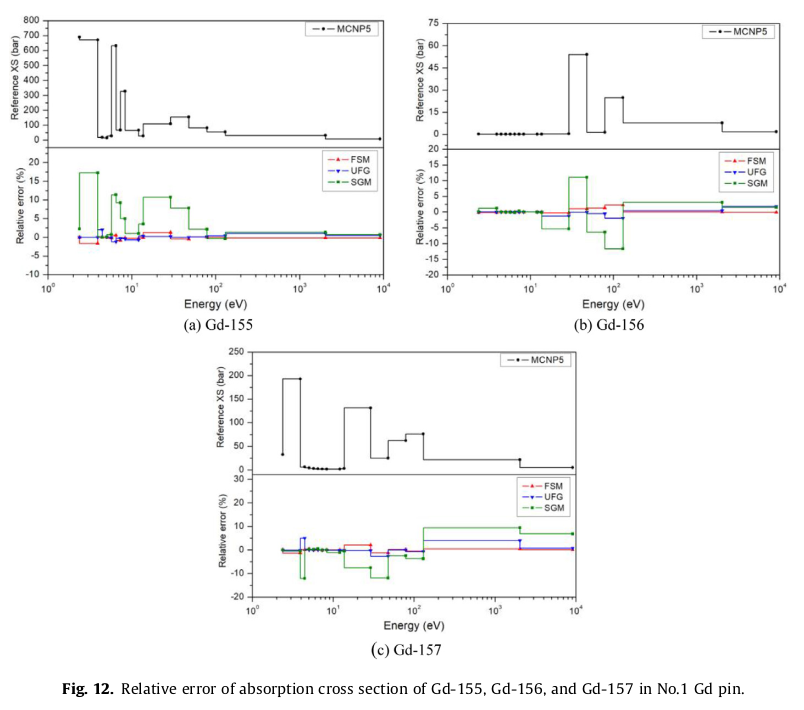 800
700
600
500
400
300
200
100
0
Reference XS (bar)
MCNP5
20
15
10
5
0
-5
-10
Relative error (%)
FSM
UFG
SGM
10^0 10^1 10^2 10^3 10^4
Energy (eV)
(a) Gd-155
75
60
45
30
15
0
Reference XS (bar)
MCNP5
20
15
10
5
0
-5
-10
-15
-20
Relative error (%)
FSM
UFG
SGM
10^0 10^1 10^2 10^3 10^4
Energy (eV)
(b) Gd-156
250
200
150
100
50
0
Reference XS (bar)
MCNP5
30
20
10
0
-10
-20
Relative error (%)
FSM
UFG
SGM
10^0 10^1 10^2 10^3 10^4
Energy (eV)
(c) Gd-157
Fig. 12. Relative error of absorption cross section of Gd-155, Gd-156, and Gd-157 in No.1 Gd pin.